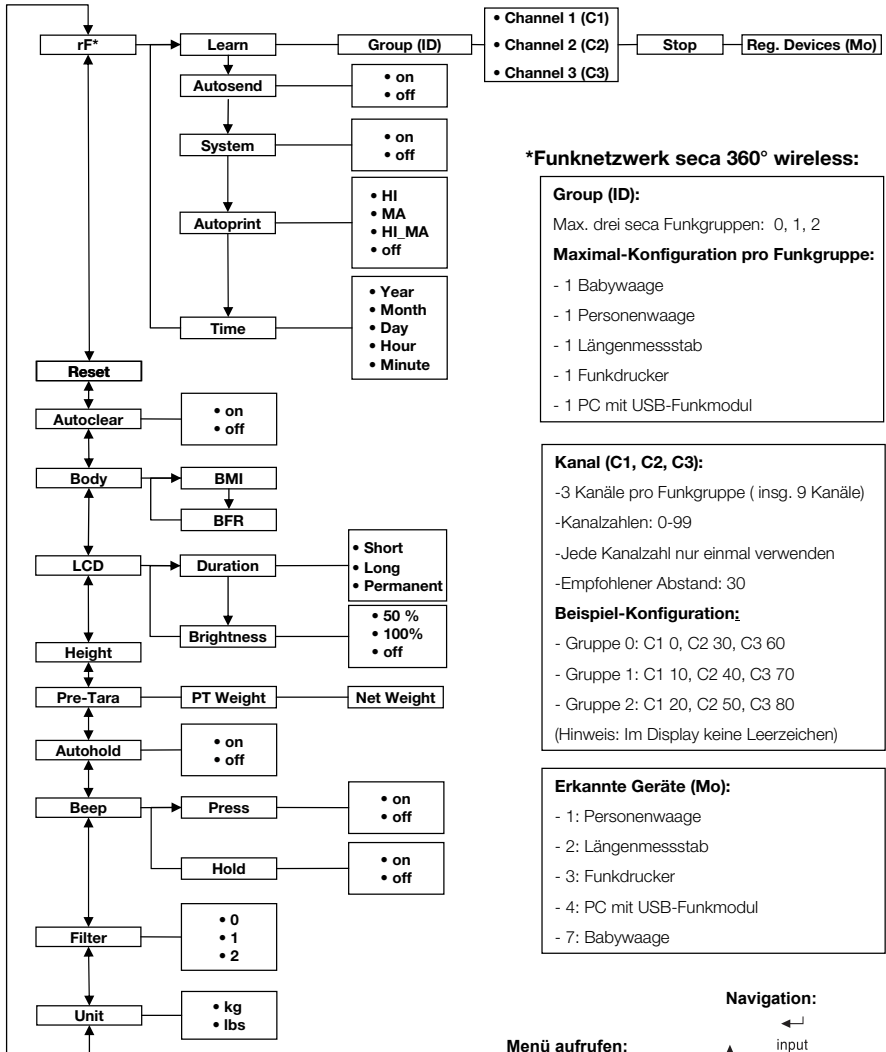 rF*
Learn
Group (ID)
• Channel 1 (C1)
• Channel 2 (C2)
• Channel 3 (C3)
Stop
Reg. Devices (Mo)
Autosend
• on
• off
System
• on
• off
Autoprint
• HI
• MA
• HI_MA
• off
Time
• Year
• Month
• Day
• Hour
• Minute
Reset
Autoclear
• on
• off
Body
BMI
BFR
LCD
Duration
• Short
• Long
• Permanent
Brightness
• 50 %
• 100%
• off
Height
Pre-Tara
PT Weight
Net Weight
Autohold
• on
• off
Beep
Press
• on
• off
Hold
• on
• off
Filter
• 0
• 1
• 2
Unit
• kg
• lbs
*Funknetzwerk seca 360° wireless:
Group (ID):
Max. drei seca Funkgruppen: 0, 1, 2
Maximal-Konfiguration pro Funkgruppe:
- 1 Babywaage
- 1 Personenwaage
- 1 Längenmessstab
- 1 Funkdrucker
- 1 PC mit USB-Funkmodul
Kanal (C1, C2, C3):
-3 Kanäle pro Funkgruppe ( insg. 9 Kanäle)
-Kanalzahlen: 0-99
-Jede Kanalzahl nur einmal verwenden
-Empfohlener Abstand: 30
Beispiel-Konfiguration:
- Gruppe 0: C1 0, C2 30, C3 60
- Gruppe 1: C1 10, C2 40, C3 70
- Gruppe 2: C1 20, C2 50, C3 80
(Hinweis: Im Display keine Leerzeichen)
Erkannte Geräte (Mo):
- 1: Personenwaage
- 2: Längenmessstab
- 3: Funkdrucker
- 4: PC mit USB-Funkmodul
- 7: Babywaage
Navigation:
input
Menü aufrufen: